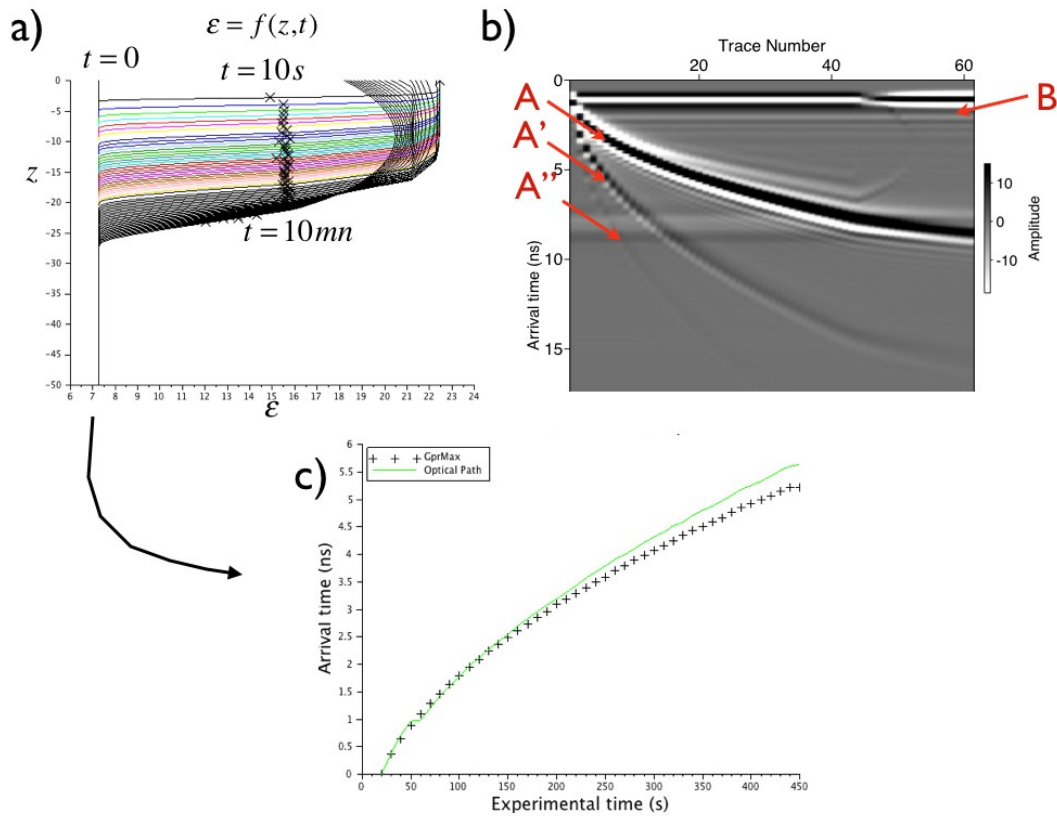 a)
ε = f(z,t)
t = 0
t = 10s
0
-5
-10
-15
-20
-25
-30
-35
-40
-45
-50
z
t = 10mn
6 7 8 9 10 11 12 13 14 15 16 17 18 19 20 21 22 23 24
ε
b)
Trace Number
20 40 60
0
5
10
15
Arrival time (ns)
A
A'
A''
B
10
0
-10
Amplitude
c)
GprMax
Optical Path
6
5.5
5
4.5
4
3.5
3
2.5
2
1.5
1
0.5
0
Arrival time (ns)
0 50 100 150 200 250 300 350 400 450
Experimental time (s)